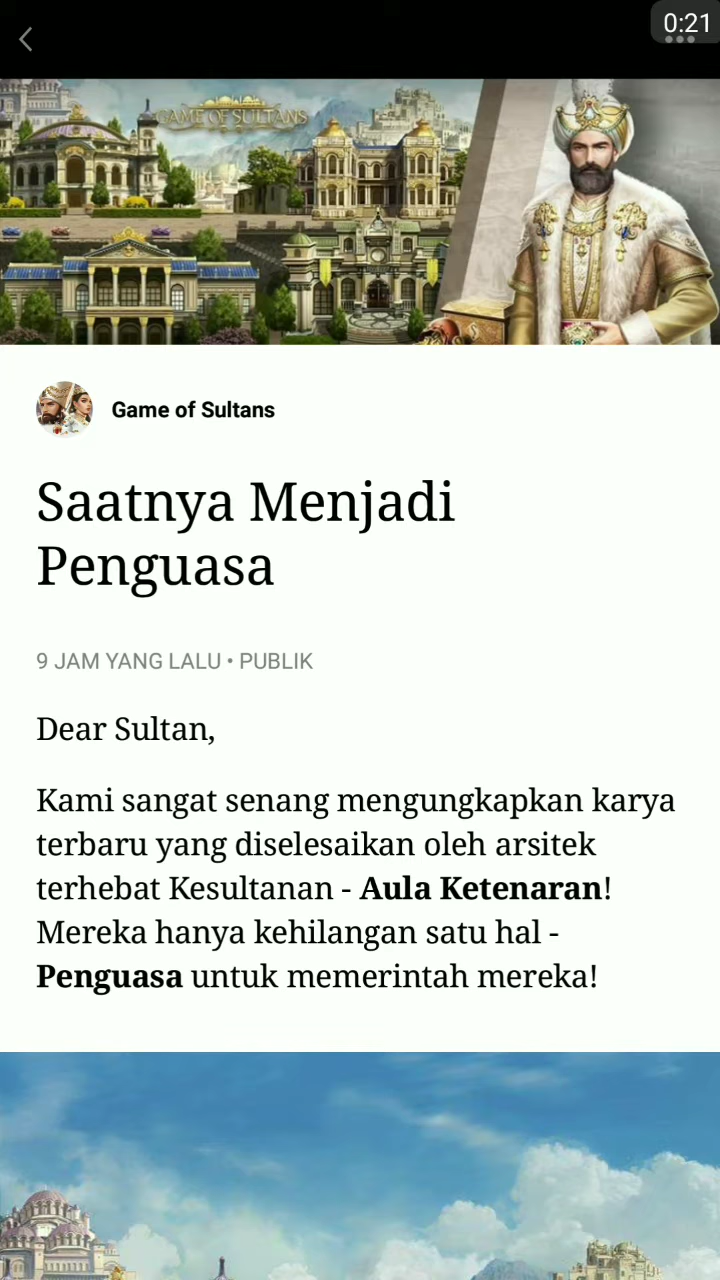 0:21
GAME OF SULTANS
Game of Sultans
Saatnya Menjadi
Penguasa
9 JAM YANG LALU • PUBLIK
Dear Sultan,
Kami sangat senang mengungkapkan karya
terbaru yang diselesaikan oleh arsitek
terhebat Kesultanan - Aula Ketenaran!
Mereka hanya kehilangan satu hal -
Penguasa untuk memerintah mereka!